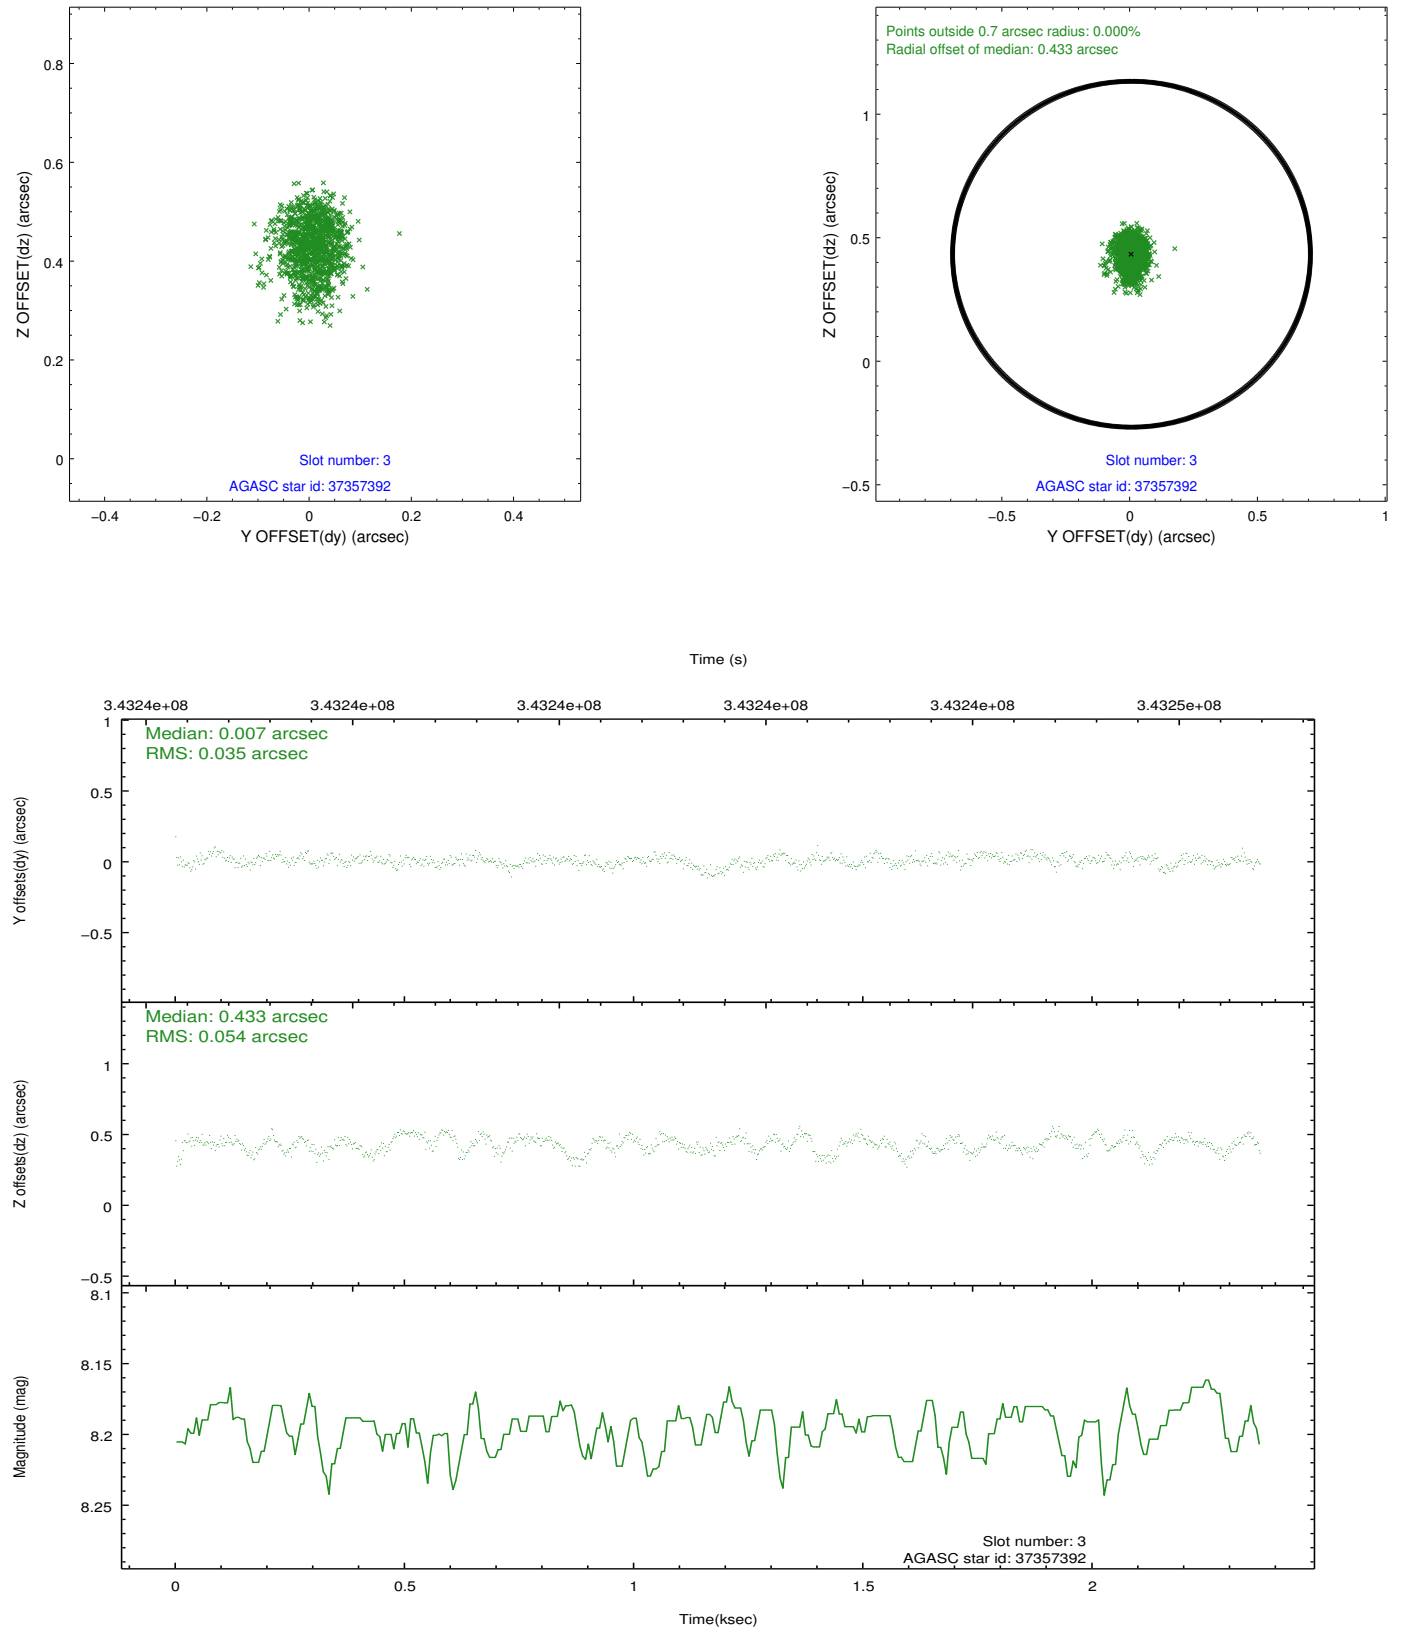 0.8
0.6
0.4
0.2
0
Z OFFSET(dz) (arcsec)
Slot number: 3
AGASC star id: 37357392
−0.4 −0.2 0 0.2 0.4
Y OFFSET(dy) (arcsec)
Points outside 0.7 arcsec radius: 0.000%
Radial offset of median: 0.433 arcsec
1
0.5
0
−0.5
Z OFFSET(dz) (arcsec)
Slot number: 3
AGASC star id: 37357392
−0.5 0 0.5 1
Y OFFSET(dy) (arcsec)
Time (s)
3.4324e+08 3.4324e+08 3.4324e+08 3.4324e+08 3.4324e+08 3.4325e+08
Median: 0.007 arcsec
RMS: 0.035 arcsec
1
0.5
0
−0.5
Y offsets(dy) (arcsec)
Median: 0.433 arcsec
RMS: 0.054 arcsec
1
0.5
0
−0.5
Z offsets(dz) (arcsec)
8.1
8.15
8.2
8.25
Magnitude (mag)
Slot number: 3
AGASC star id: 37357392
0 0.5 1 1.5 2
Time(ksec)